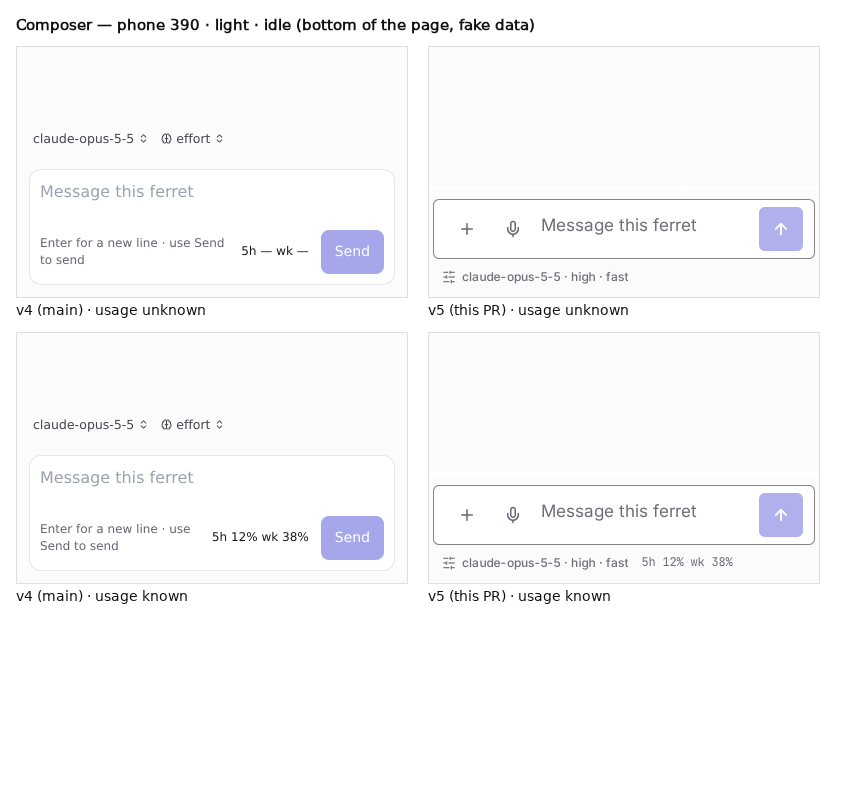 Composer — phone 390 · light · idle (bottom of the page, fake data)
claude-opus-5-5 effort
Message this ferret
Enter for a new line · use Send
to send
5h — wk —
Send
v4 (main) · usage unknown
Message this ferret
claude-opus-5-5 · high · fast
v5 (this PR) · usage unknown
claude-opus-5-5 effort
Message this ferret
Enter for a new line · use
Send to send
5h 12% wk 38%
Send
v4 (main) · usage known
Message this ferret
claude-opus-5-5 · high · fast 5h 12% wk 38%
v5 (this PR) · usage known